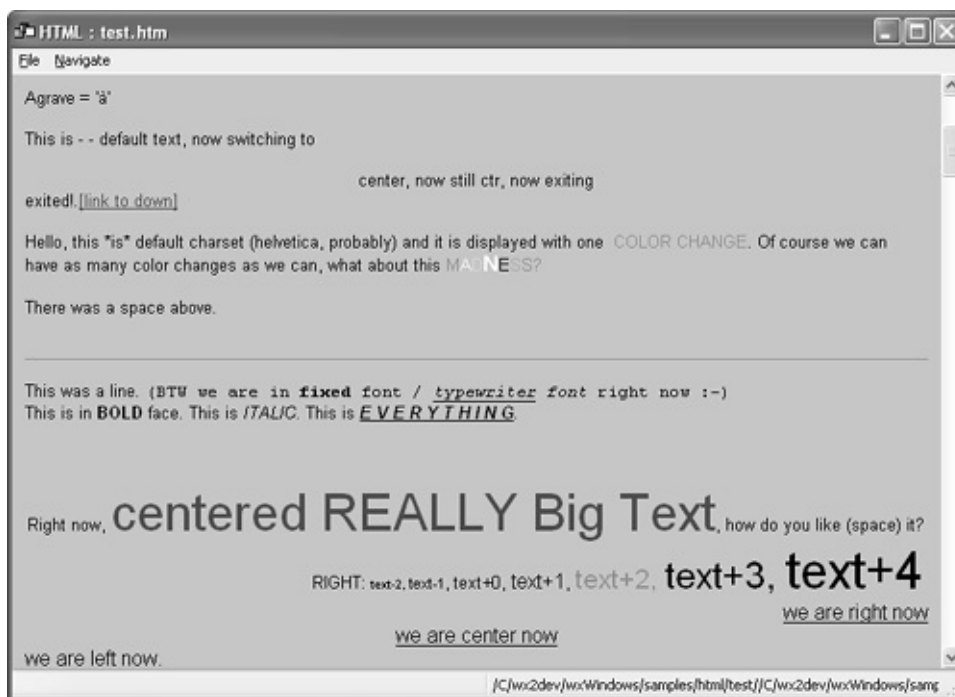 HTML : test.htm
File Navigate
Agrave = 'à'
This is - - default text, now switching to
center, now still ctr, now exiting
exited!.[link to down]
Hello, this *is* default charset (helvetica, probably) and it is displayed with one COLOR CHANGE. Of course we can
have as many color changes as we can, what about this MADNESS?
There was a space above.
This was a line. (BTW we are in fixed font / typewriter font right now :-)
This is in BOLD face. This is ITALIC. This is E V E R Y T H I N G.
Right now, centered REALLY Big Text, how do you like (space) it?
RIGHT: text-2, text-1, text+0, text+1, text+2, text+3, text+4
we are right now
we are center now
we are left now.
/C/wx2dev/wxWindows/samples/html/test//C/wx2dev/wxWindows/samp